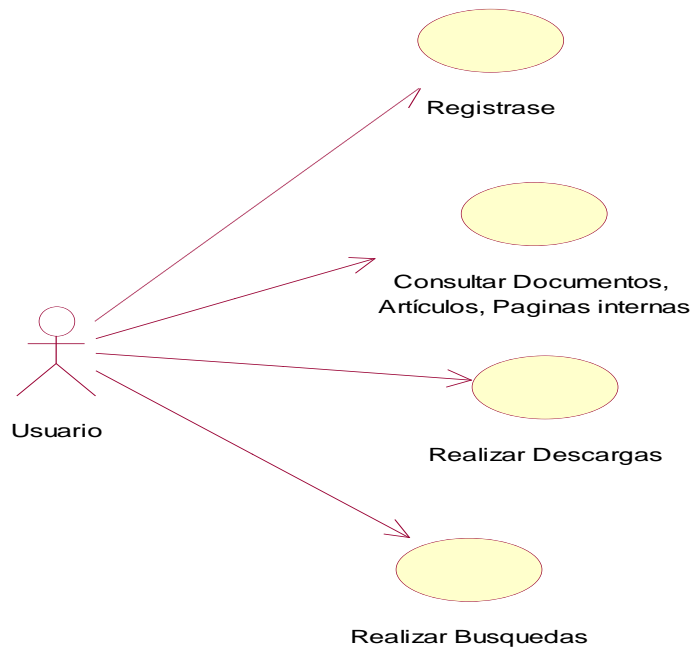 Registrase
Consultar Documentos,
Artículos, Paginas internas
Usuario
Realizar Descargas
Realizar Busquedas